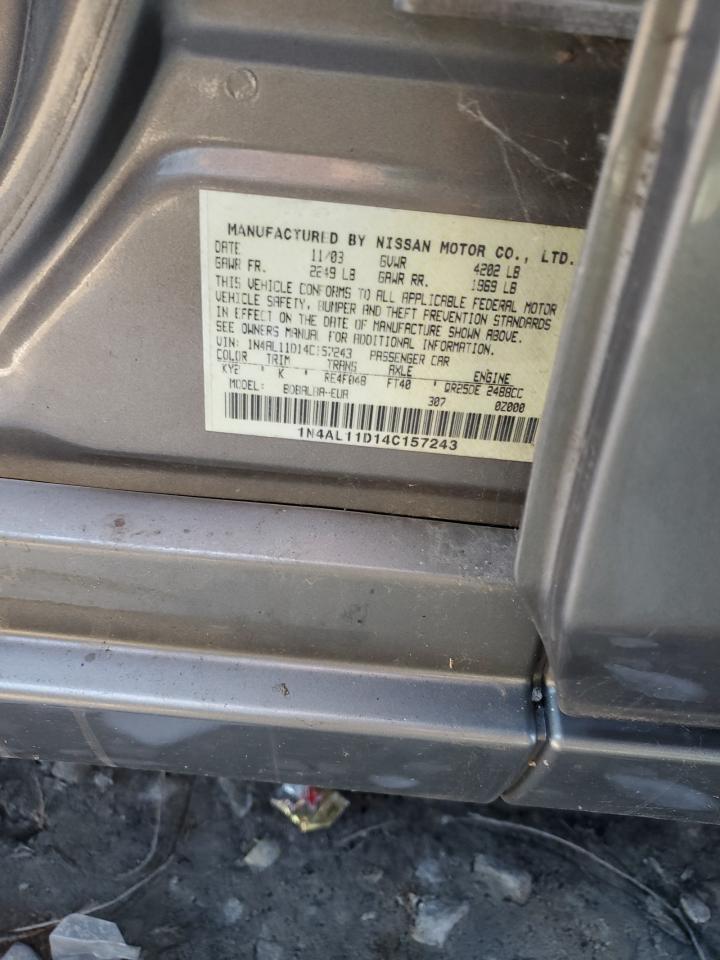 MANUFACTURED BY NISSAN MOTOR CO., LTD.
DATE 11/03 GVWR 4202 LB
GAWR FR. 2249 LB GAWR RR. 1969 LB
THIS VEHICLE CONFORMS TO ALL APPLICABLE FEDERAL MOTOR
VEHICLE SAFETY, BUMPER AND THEFT PREVENTION STANDARDS
IN EFFECT ON THE DATE OF MANUFACTURE SHOWN ABOVE.
SEE OWNERS MANUAL FOR ADDITIONAL INFORMATION.
VIN: 1N4AL11D14C157243 PASSENGER CAR
COLOR TRIM TRANS AXLE ENGINE
KY2 K RE4F04B FT40 QR25DE 2488CC
MODEL: BDBALBA-EUA 307 0Z000
1N4AL11D14C157243